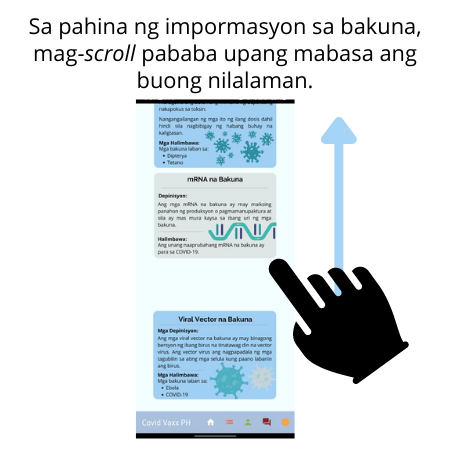 Sa pahina ng impormasyon sa bakuna,
mag-scroll pababa upang mabasa ang
buong nilalaman.
nakapokus sa toksin.
Nangangailangan ng mga ito ng ilang dosis dahil
hindi sila nagbibigay ng habang buhay na
kaligtasan.
Mga Halimbawa:
Mga bakuna laban sa:
• Dipterya
• Tetano
mRNA na Bakuna
Depinisyon:
Ang mga mRNA na bakuna ay may maikling
panahon ng produksyon o pagmamanupaktura at
sila ay mas mura kaysa sa ibang uri ng mga
bakuna.
Halimbawa:
Ang unang naaprubahang mRNA na bakuna ay
para sa COVID-19.
Viral Vector na Bakuna
Mga Depinisyon:
Ang mga viral vector na bakuna ay may binagong
bersyon ng ibang birus na tinatawag din na vector
virus. Ang vector virus ang nagpapadala ng mga
tagubilin sa ating mga selula kung paano labanan
ang birus.
Mga Halimbawa:
Mga bakuna laban sa:
• Ebola
• COVID-19
Covid Vaxx PH